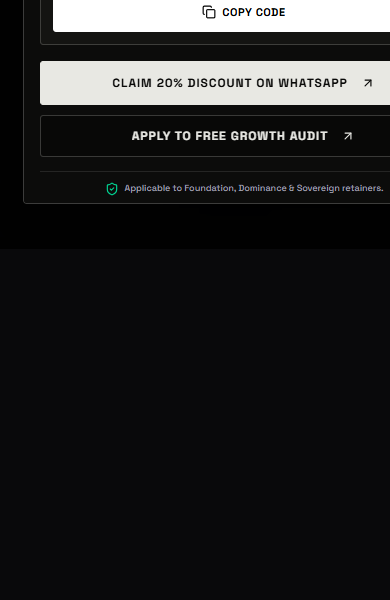 COPY CODE
CLAIM 20% DISCOUNT ON WHATSAPP
APPLY TO FREE GROWTH AUDIT
Applicable to Foundation, Dominance & Sovereign retainers.